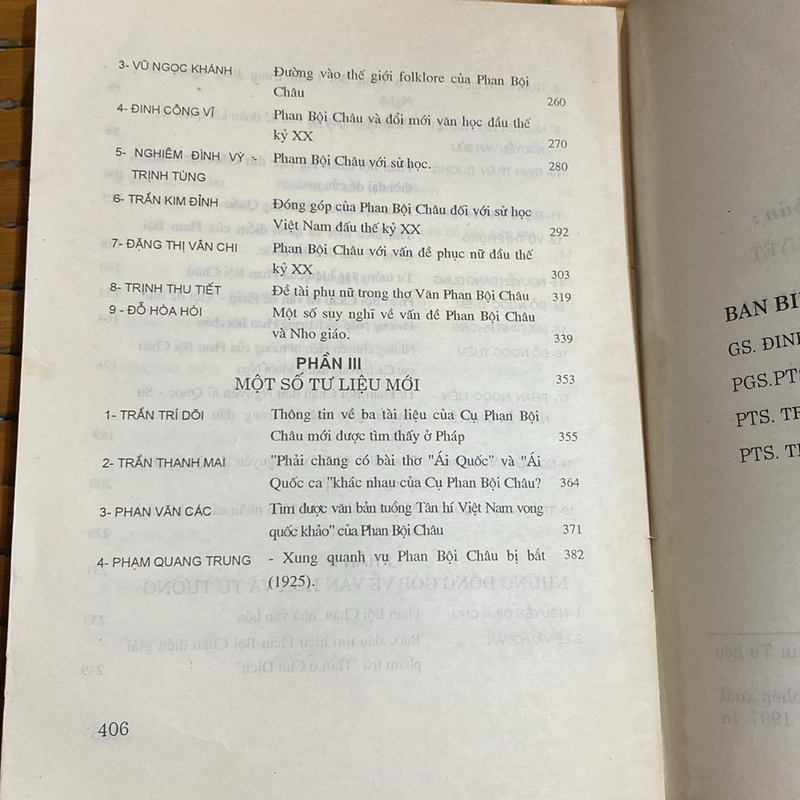 3- VŨ NGỌC KHÁNH Đường vào thế giới folklore của Phan Bội
Châu 260
4- ĐINH CÔNG VĨ Phan Bội Châu và đổi mới văn học đầu thế
kỷ XX 270
5- NGHIÊM ĐÌNH VỲ - Pham Bội Châu với sử học. 280
TRỊNH TÙNG
6- TRẦN KIM ĐỈNH Đóng góp của Phan Bội Châu đối với sử học
Việt Nam đấu thế kỷ XX 292
7- ĐẶNG THỊ VÂN CHI Phan Bội Châu với vấn đề phục nữ đầu thế
kỷ XX 303
8- TRỊNH THU TIẾT Đề tài phụ nữ trong thơ Văn Phan Bội Châu 319
9 - ĐỖ HÒA HÓI Một số suy nghĩ về vấn đề Phan Bội Châu
và Nho giáo. 339
PHẦN III
MỘT SỐ TƯ LIỆU MỚI 353
1- TRẦN TRÍ DÕI Thông tin về ba tài liệu của Cụ Phan Bội
Châu mới được tìm thấy ở Pháp 355
2- TRẦN THANH MAI "Phải chăng có bài thơ "Ái Quốc" và "Ái
Quốc ca "khác nhau của Cụ Phan Bội Châu? 364
3- PHAN VĂN CÁC Tìm được văn bản tuồng Tân hí Việt Nam vong
quốc khảo" của Phan Bội Châu 371
4- PHẠM QUANG TRUNG - Xung quanh vụ Phan Bội Châu bị bắt 382
(1925).
406
BAN BI
GS. ĐINH
PGS.PTS
PTS. TR
PTS. TH